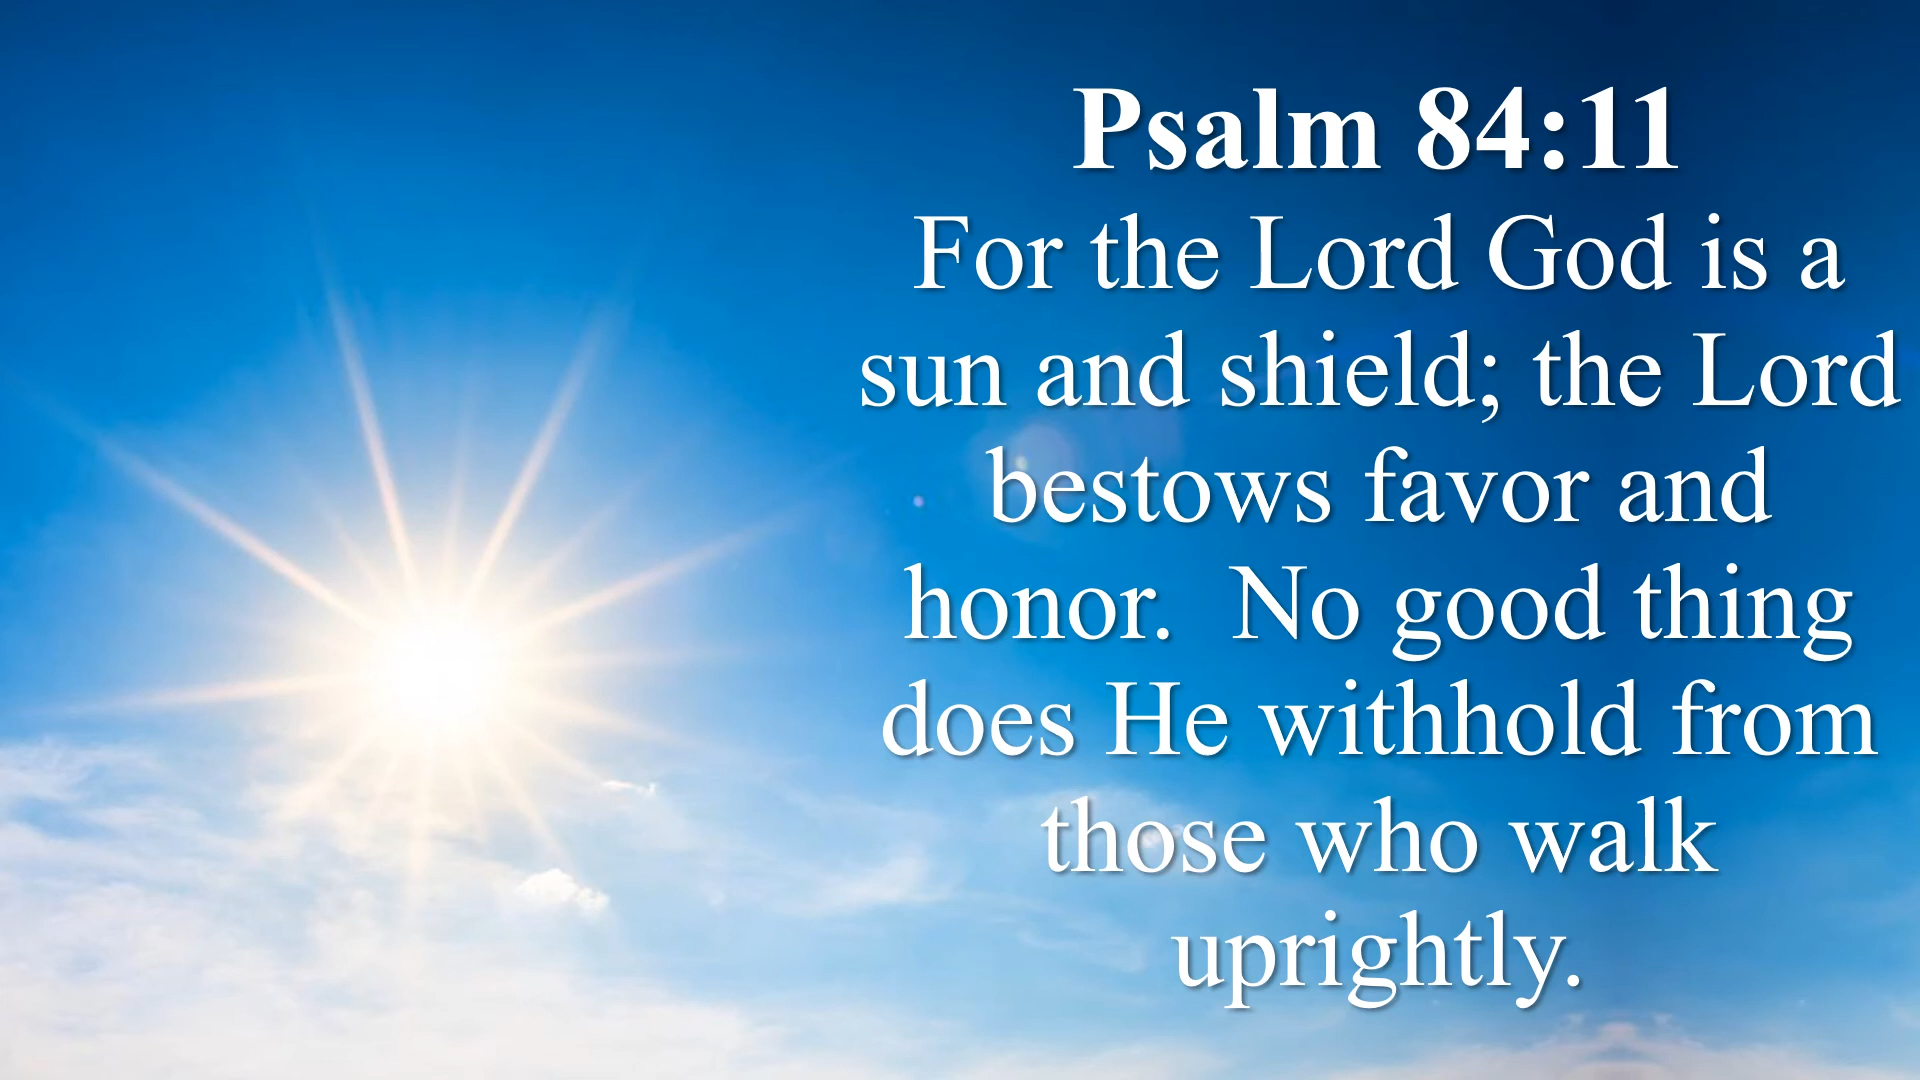 Psalm 84:11
For the Lord God is a
sun and shield; the Lord
bestows favor and
honor.  No good thing
does He withhold from
those who walk
uprightly.